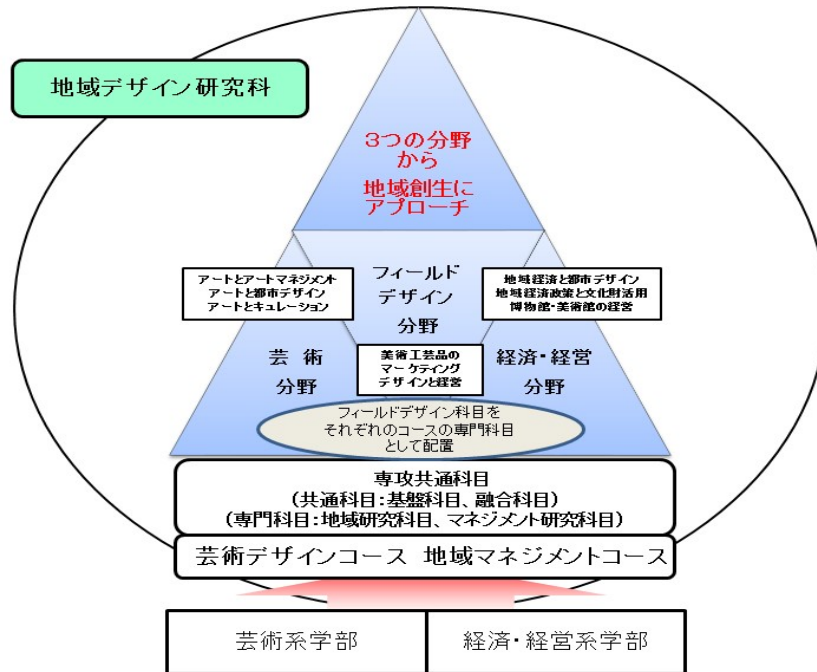 地域デザイン研究科
3つの分野
から
地域創生に
アプローチ
アートとアートマネジメント
アートと都市デザイン
アートとキュレーション
フィールド
デザイン
分野
地域経済と都市デザイン
地域経済政策と文化財活用
博物館・美術館の経営
芸 術
分野
美術工芸品の
マーケティング
デザインと経営
経済・経営
分野
フィールドデザイン科目を
それぞれのコースの専門科目
として配置
専攻共通科目
(共通科目:基盤科目、融合科目)
(専門科目:地域研究科目、マネジメント研究科目)
芸術デザインコース 地域マネジメントコース
芸術系学部
経済・経営系学部